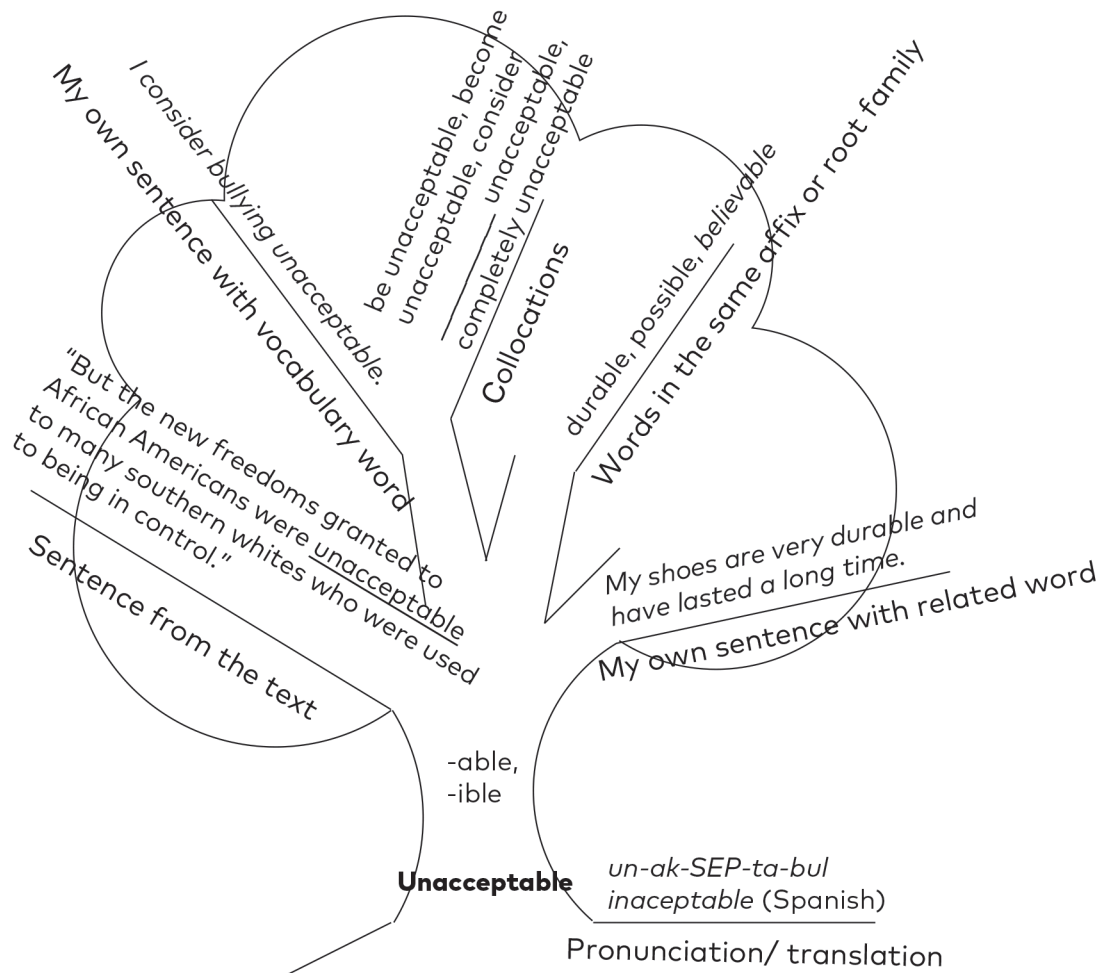 My own sentence with vocabulary word
I consider bullying unacceptable.
be unacceptable, become
unacceptable, consider
unacceptable,
completely unacceptable
Collocations
durable, possible, believable
Words in the same affix or root family
"But the new freedoms granted to
African Americans were unacceptable
to many southern whites who were used
to being in control."
Sentence from the text
My shoes are very durable and
have lasted a long time.
My own sentence with related word
-able,
-ible
Unacceptable
un-ak-SEP-ta-bul
inaceptable (Spanish)
Pronunciation/ translation